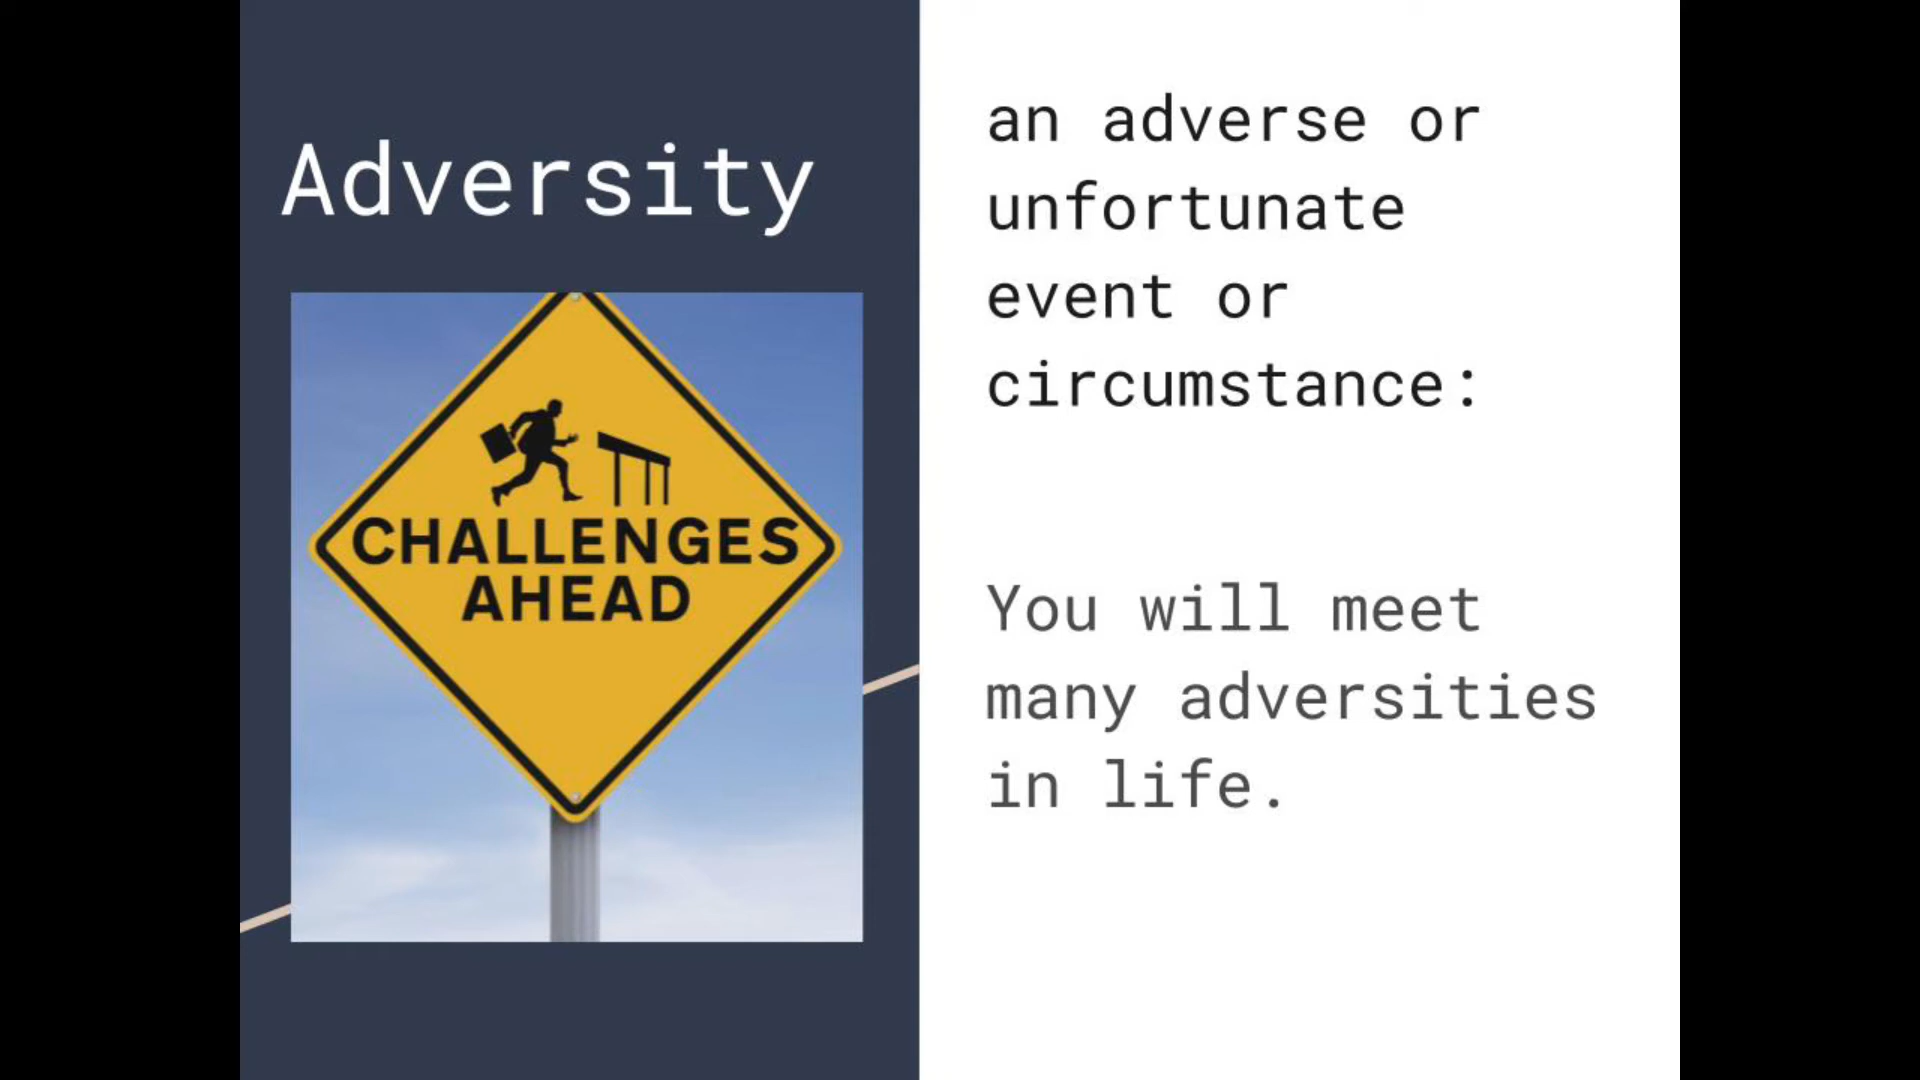 Adversity
CHALLENGES
AHEAD
an adverse or
unfortunate
event or
circumstance:
You will meet
many adversities
in life.